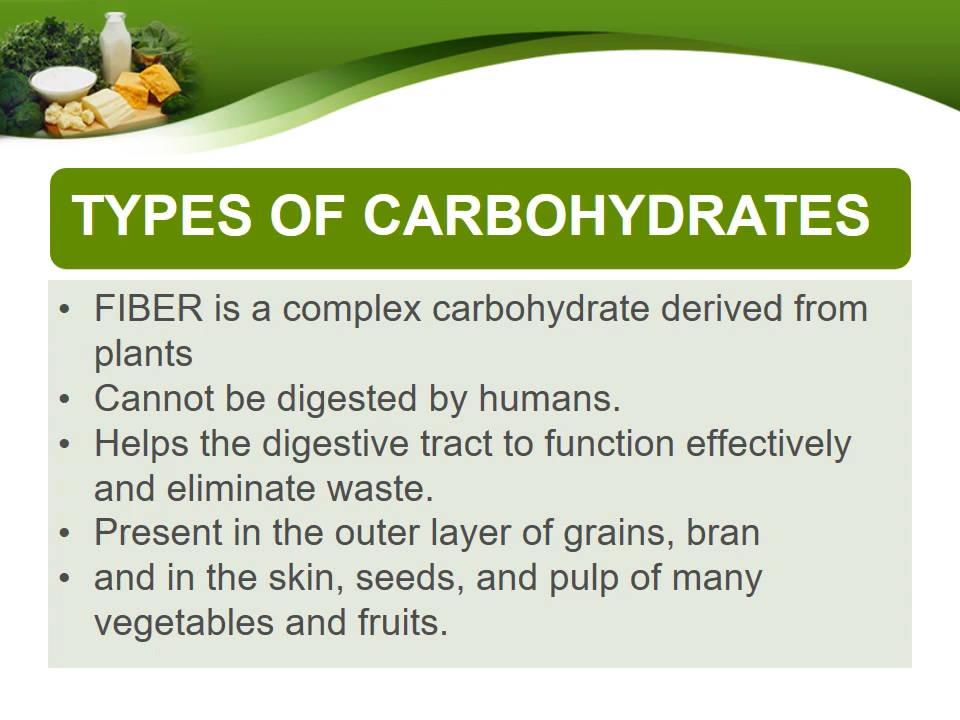 TYPES OF CARBOHYDRATES
• FIBER is a complex carbohydrate derived from
plants
• Cannot be digested by humans.
• Helps the digestive tract to function effectively
and eliminate waste.
• Present in the outer layer of grains, bran
• and in the skin, seeds, and pulp of many
vegetables and fruits.